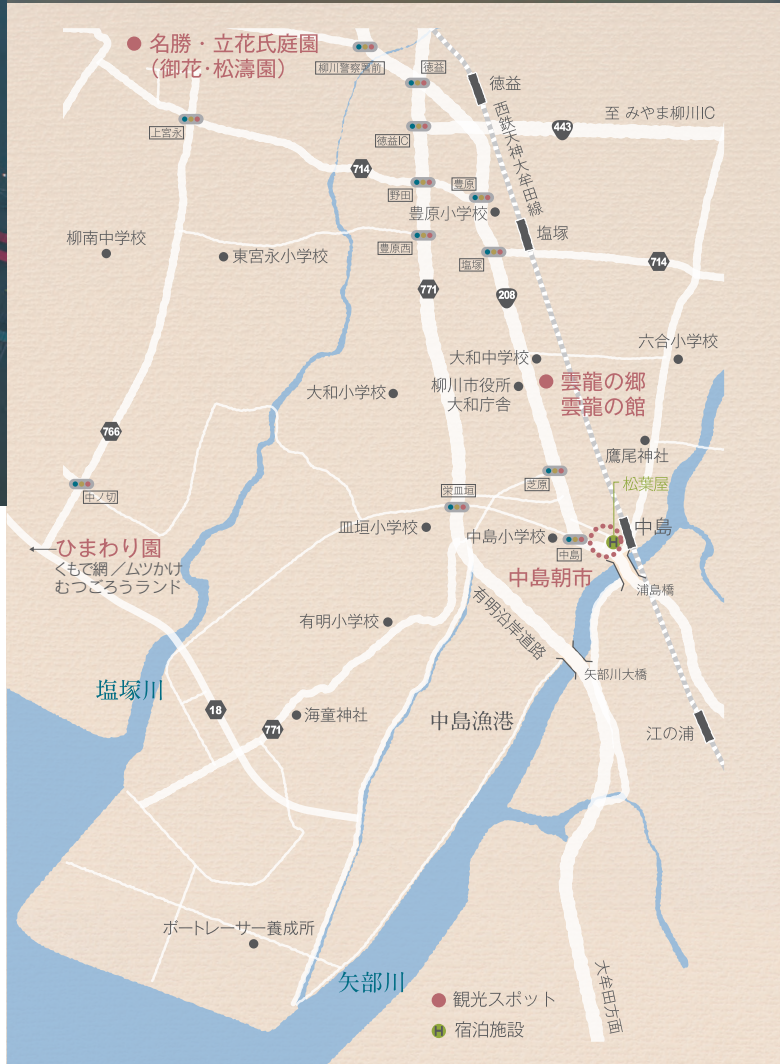 名勝・立花氏庭園
（御花・松濤園）
柳川警察署前
徳益
徳益
西鉄天神大牟田線
至 みやま柳川IC
443
上宮永
徳益IC
714
野田
豊原
豊原小学校
塩塚
柳南中学校
東宮永小学校
豊原西
塩塚
714
771
208
六合小学校
大和中学校
大和小学校
柳川市役所
大和庁舎
雲龍の郷
雲龍の館
766
鷹尾神社
中ノ切
栄皿垣
芝原
松葉屋
皿垣小学校
中島小学校
中島
中島
H
ひまわり園
くもで網／ムツかけ
むつごろうランド
中島朝市
浦島橋
有明小学校
有明沿岸道路
矢部川大橋
塩塚川
18
771
海童神社
中島漁港
江の浦
ボートレーサー養成所
矢部川
大牟田方面
観光スポット
H
宿泊施設